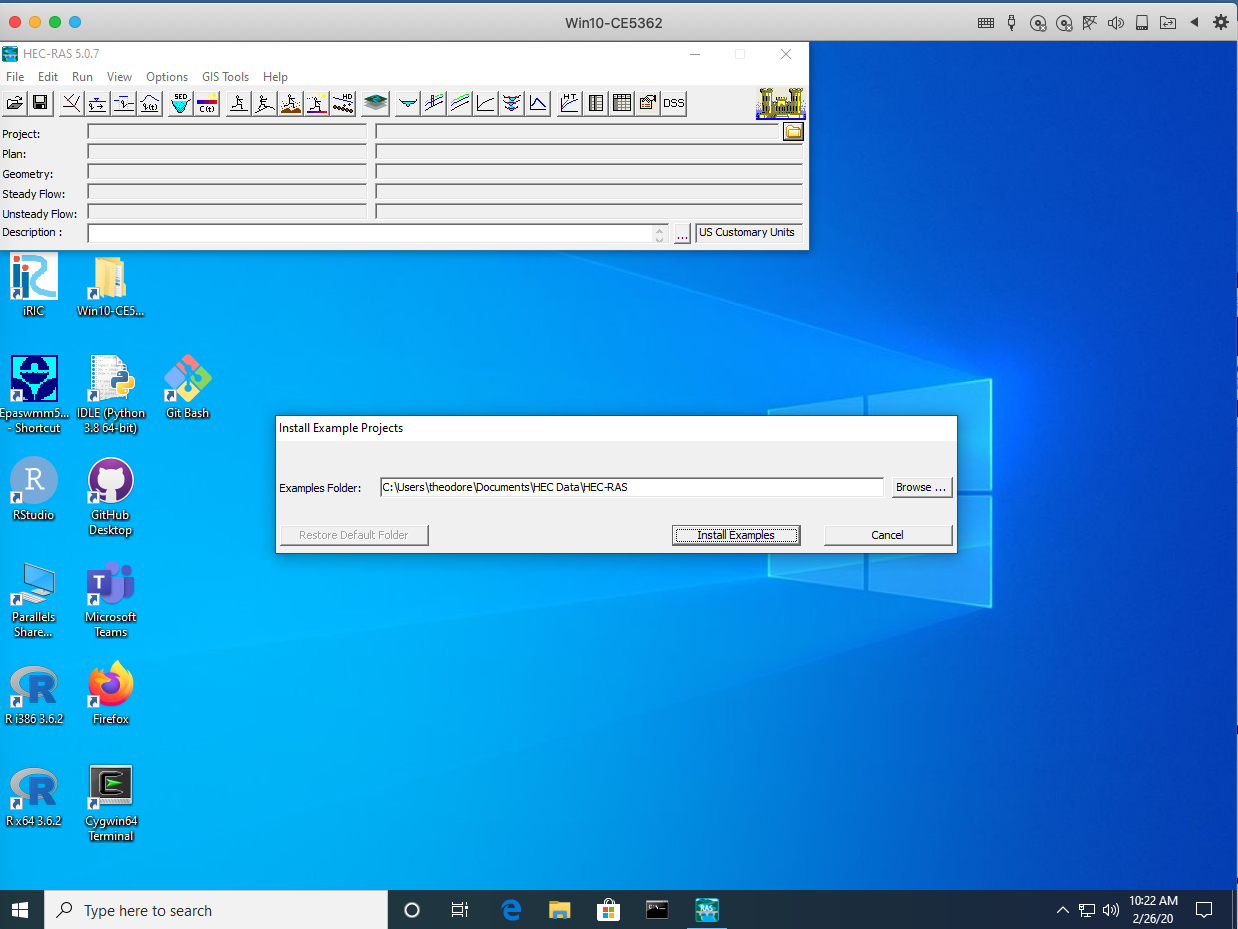 Win10-CE5362
HEC-RAS 5.0.7
File Edit Run View Options GIS Tools Help
SED C(t) HD H.T. DSS
Project:
Plan:
Geometry:
Steady Flow:
Unsteady Flow:
Description :
... US Customary Units
iRIC Win10-CE5...
Epaswmm5... - Shortcut
IDLE (Python 3.8 64-bit)
Git Bash
Install Example Projects
Examples Folder: C:\Users\theodore\Documents\HEC Data\HEC-RAS Browse ...
Restore Default Folder Install Examples Cancel
R
RStudio
GitHub Desktop
Parallels Share...
T
Microsoft Teams
R
R i386 3.6.2
Firefox
R
R x64 3.6.2
Cygwin64 Terminal
Type here to search
RAS
10:22 AM
2/26/20